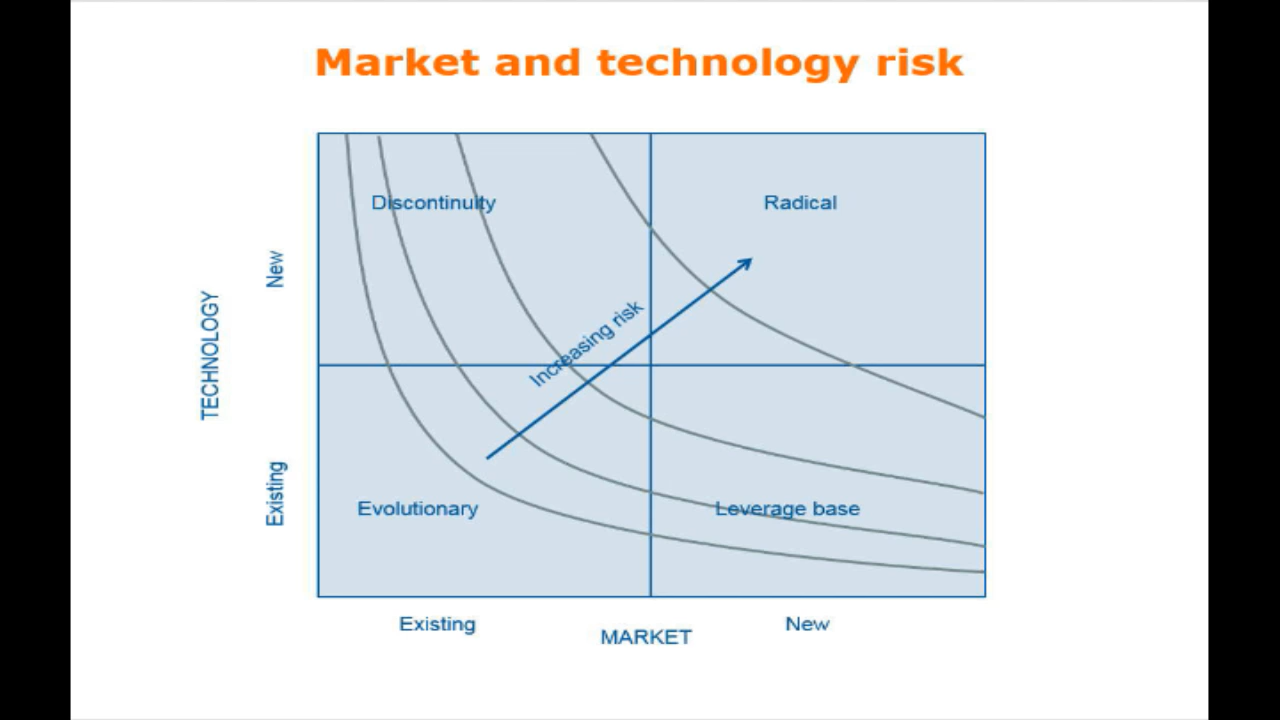 Market and technology risk
Discontinuity
Radical
New
TECHNOLOGY
Increasing risk
Existing
Evolutionary
Leverage base
Existing
MARKET
New